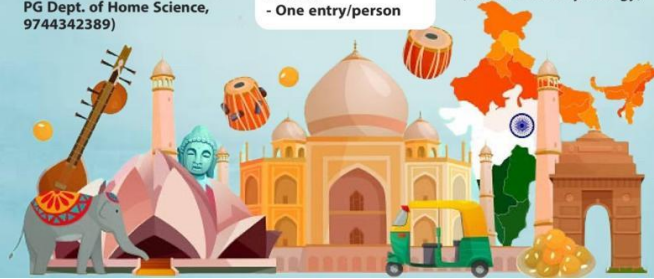 PG Dept. of Home Science,
9744342389)
- One entry/person